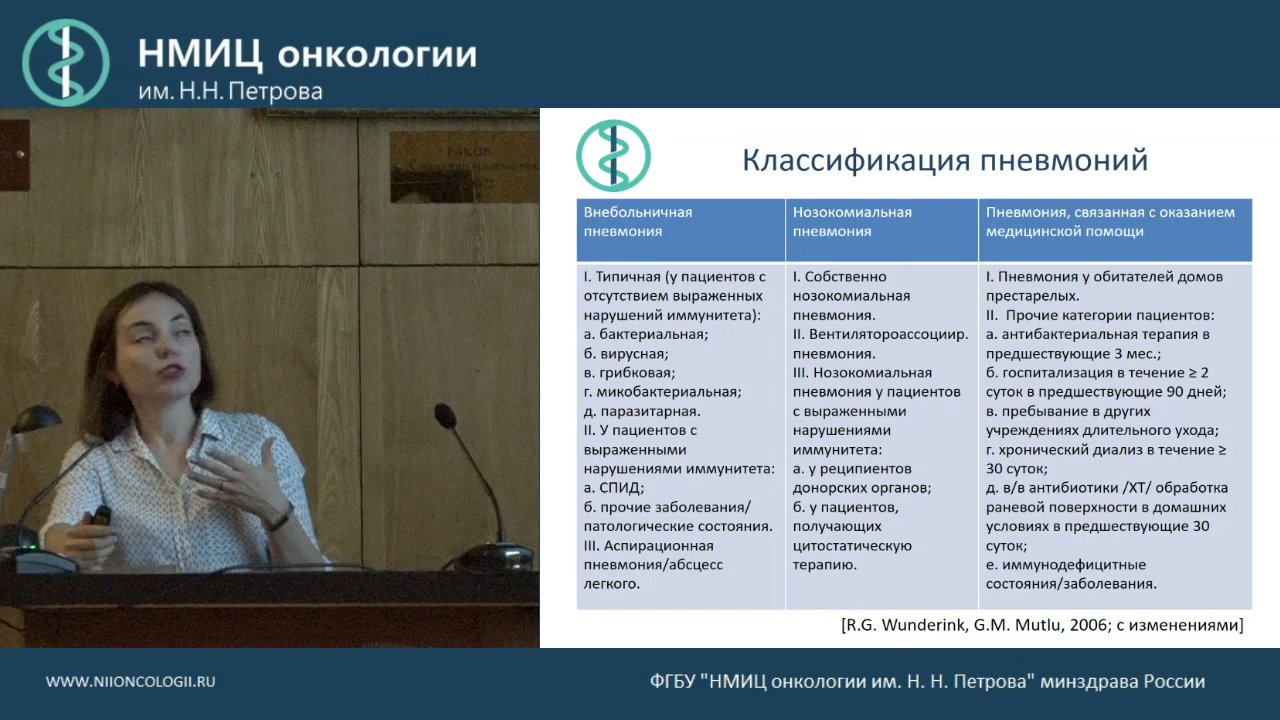 НМИЦ онкологии
им. Н.Н. Петрова
Классификация пневмоний
Внебольничная
пневмония
Нозокомиальная
пневмония
Пневмония, связанная с оказанием
медицинской помощи
I. Типичная (у пациентов с
отсутствием выраженных
нарушений иммунитета):
а. бактериальная;
б. вирусная;
в. грибковая;
г. микобактериальная;
д. паразитарная.
II. У пациентов с
выраженными
нарушениями иммунитета:
а. СПИД;
б. прочие заболевания/
патологические состояния.
III. Аспирационная
пневмония/абсцесс
легкого.
I. Собственно
нозокомиальная
пневмония.
II. Вентилятороассоциир.
пневмония.
III. Нозокомиальная
пневмония у пациентов
с выраженными
нарушениями
иммунитета:
а. у реципиентов
донорских органов;
б. у пациентов,
получающих
цитостатическую
терапию.
I. Пневмония у обитателей домов
престарелых.
II. Прочие категории пациентов:
а. антибактериальная терапия в
предшествующие 3 мес.;
б. госпитализация в течение ≥ 2
суток в предшествующие 90 дней;
в. пребывание в других
учреждениях длительного ухода;
г. хронический диализ в течение ≥
30 суток;
д. в/в антибиотики /ХТ/ обработка
раневой поверхности в домашних
условиях в предшествующие 30
суток;
е. иммунодефицитные
состояния/заболевания.
[R.G. Wunderink, G.M. Mutlu, 2006; с изменениями]
WWW.NIIONCOLOGII.RU
ФГБУ "НМИЦ онкологии им. Н. Н. Петрова" минздрава России